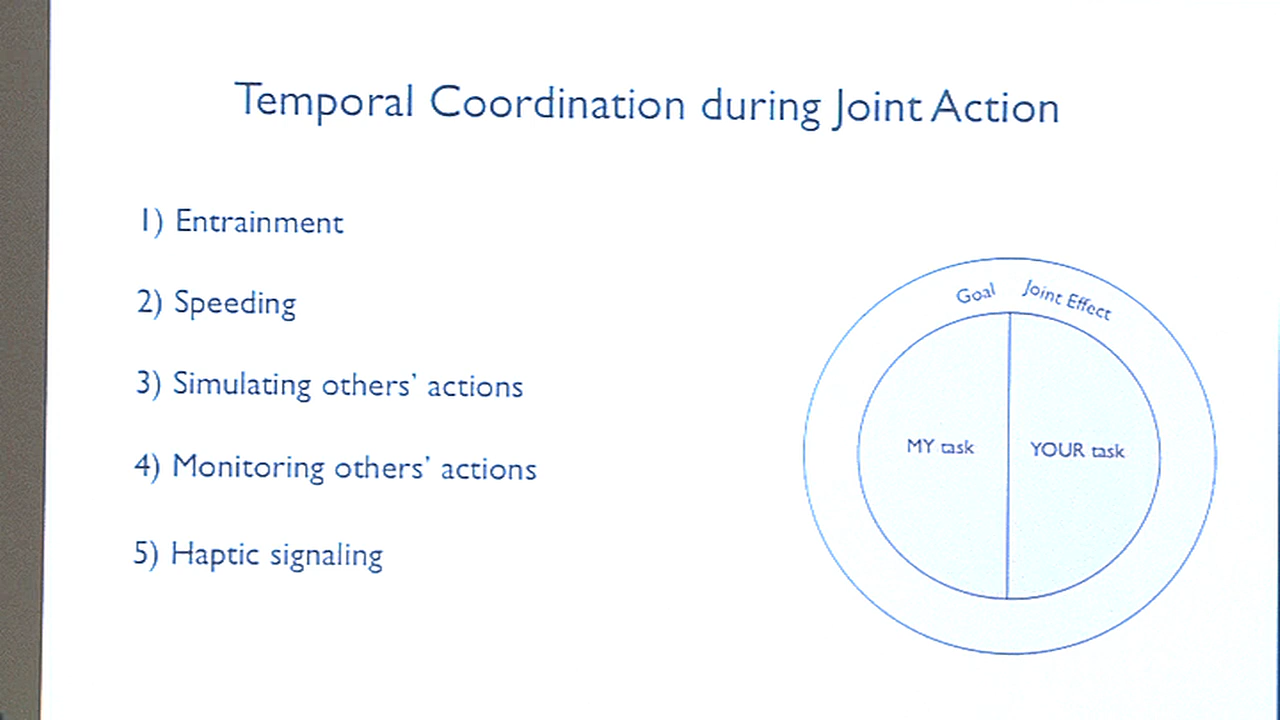 Temporal Coordination during Joint Action
1) Entrainment
2) Speeding
3) Simulating others' actions
4) Monitoring others' actions
5) Haptic signaling
Goal Joint Effect
MY task
YOUR task